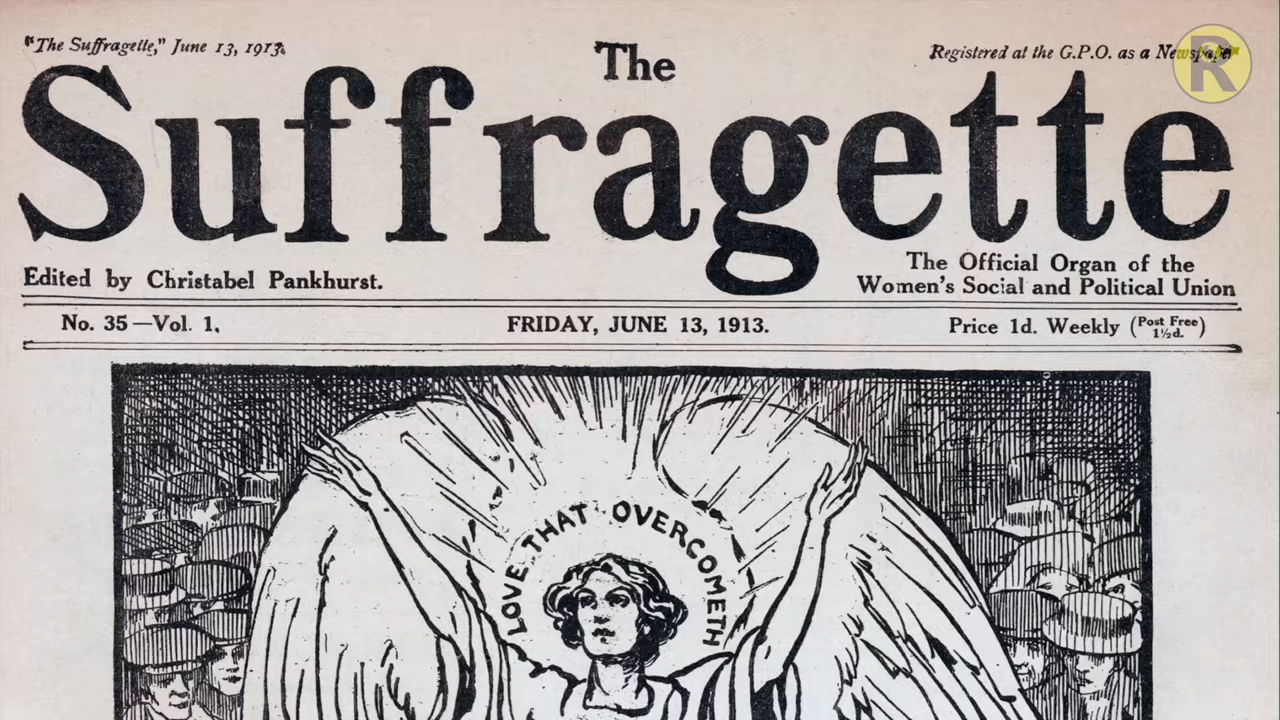 "The Suffragette," June 13, 1913.
The
Registered at the G.P.O. as a Newspaper
R
Suffragette
Edited by Christabel Pankhurst.
The Official Organ of the
Women's Social and Political Union
No. 35—Vol. 1.
FRIDAY, JUNE 13, 1913.
Price 1d. Weekly (Post Free 1½d.)
LOVE THAT OVERCOMETH